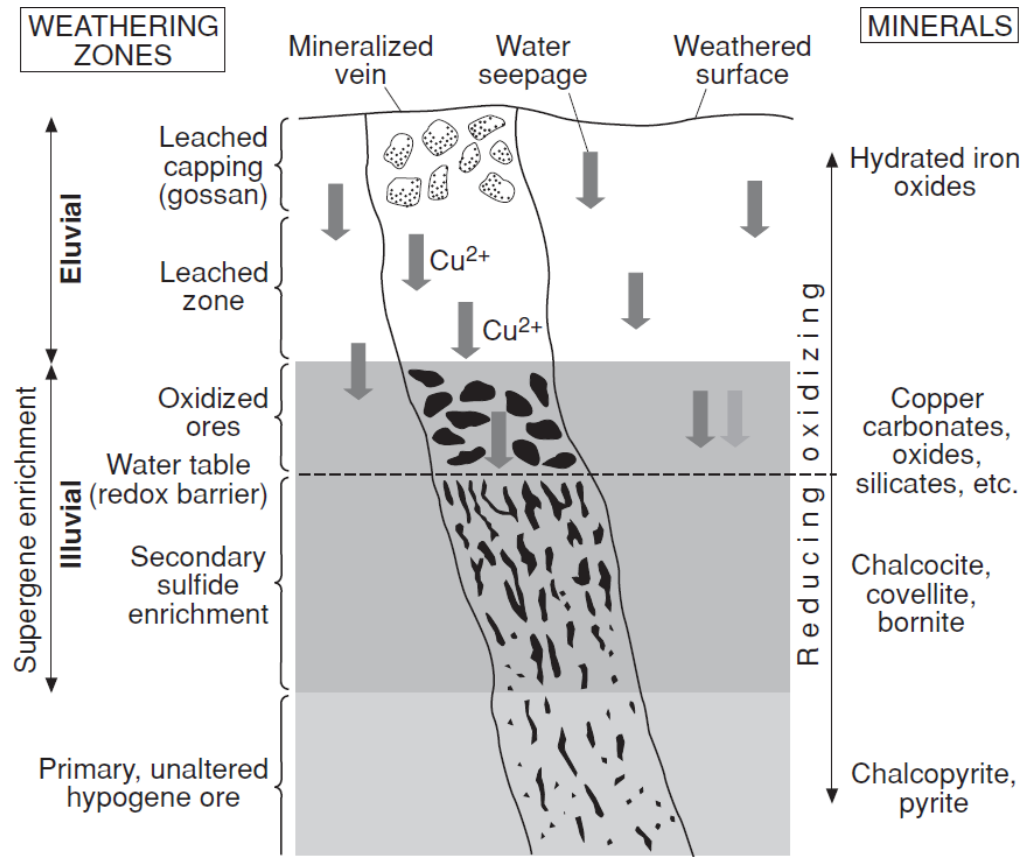 WEATHERING
ZONES
MINERALS
Mineralized
vein
Water
seepage
Weathered
surface
Leached
capping
(gossan)
Hydrated iron
oxides
Eluvial
Leached
zone
Cu²⁺
Cu²⁺
Supergene enrichment
Illuvial
Oxidized
ores
Water table
(redox barrier)
Secondary
sulfide
enrichment
Primary, unaltered
hypogene ore
Reducing oxidizing
Copper
carbonates,
oxides,
silicates, etc.
Chalcocite,
covellite,
bornite
Chalcopyrite,
pyrite